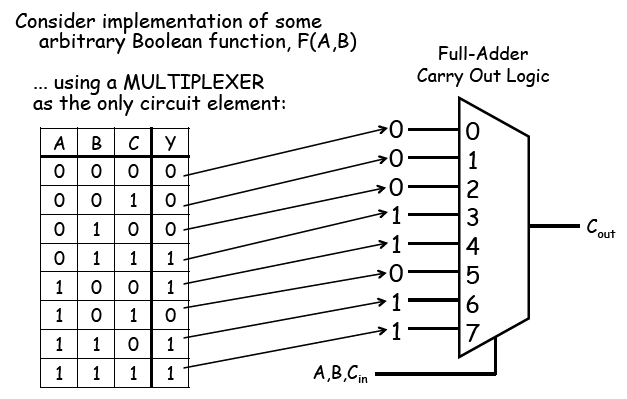 Consider implementation of some
arbitrary Boolean function, F(A,B)
... using a MULTIPLEXER
as the only circuit element:
Full-Adder
Carry Out Logic
A B C Y
0 0 0 0
0 0 1 0
0 1 0 0
0 1 1 1
1 0 0 1
1 0 1 0
1 1 0 1
1 1 1 1
0 0
0 1
0 2
1 3
1 4
0 5
1 6
1 7
Cout
A,B,Cin